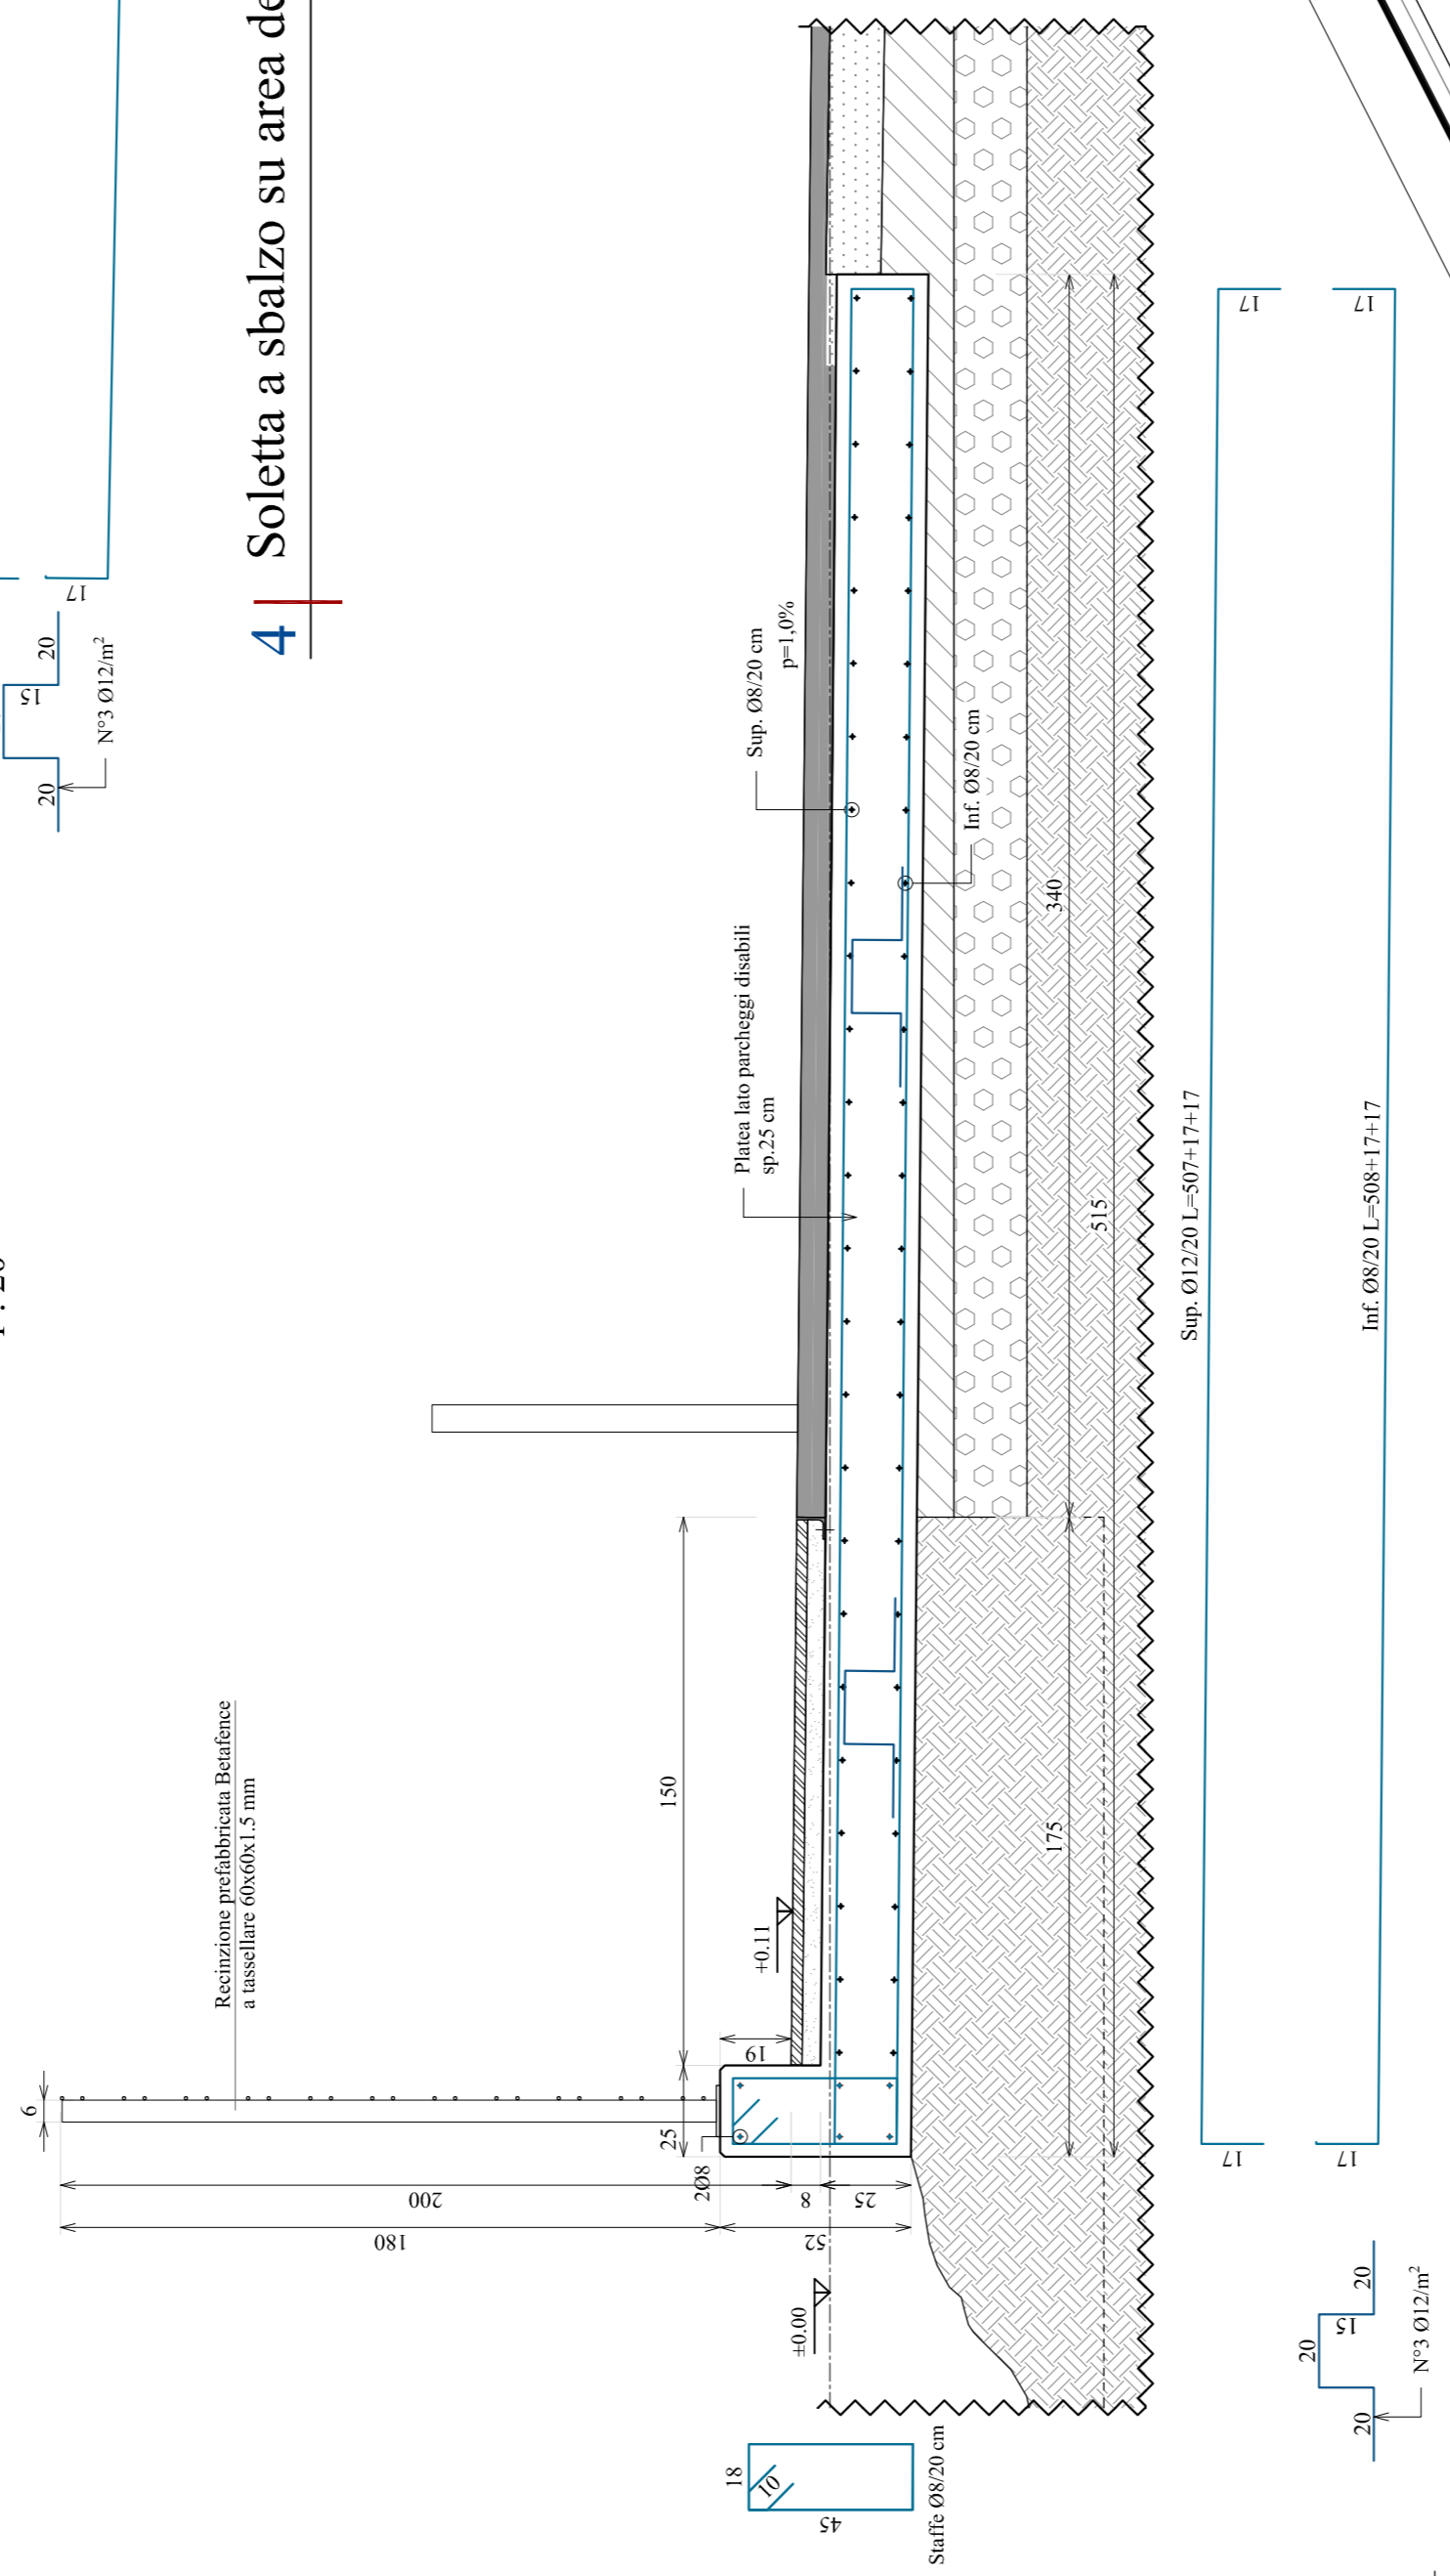 17
20
15
20
N°3 Ø12/m²
4
Soletta a sbalzo su area de
Recinzione prefabbricata Betafence
a tassellare 60x60x1.5 mm
6
200
180
8
25
52
2Ø8
25
19
150
+0.11
±0.00
Platea lato parcheggi disabili
sp.25 cm
Sup. Ø8/20 cm
p=1,0%
Inf. Ø8/20 cm
175
340
515
18
10
45
Staffe Ø8/20 cm
17
Sup. Ø12/20 L=507+17+17
17
17
Inf. Ø8/20 L=508+17+17
17
20
20
15
20
N°3 Ø12/m²